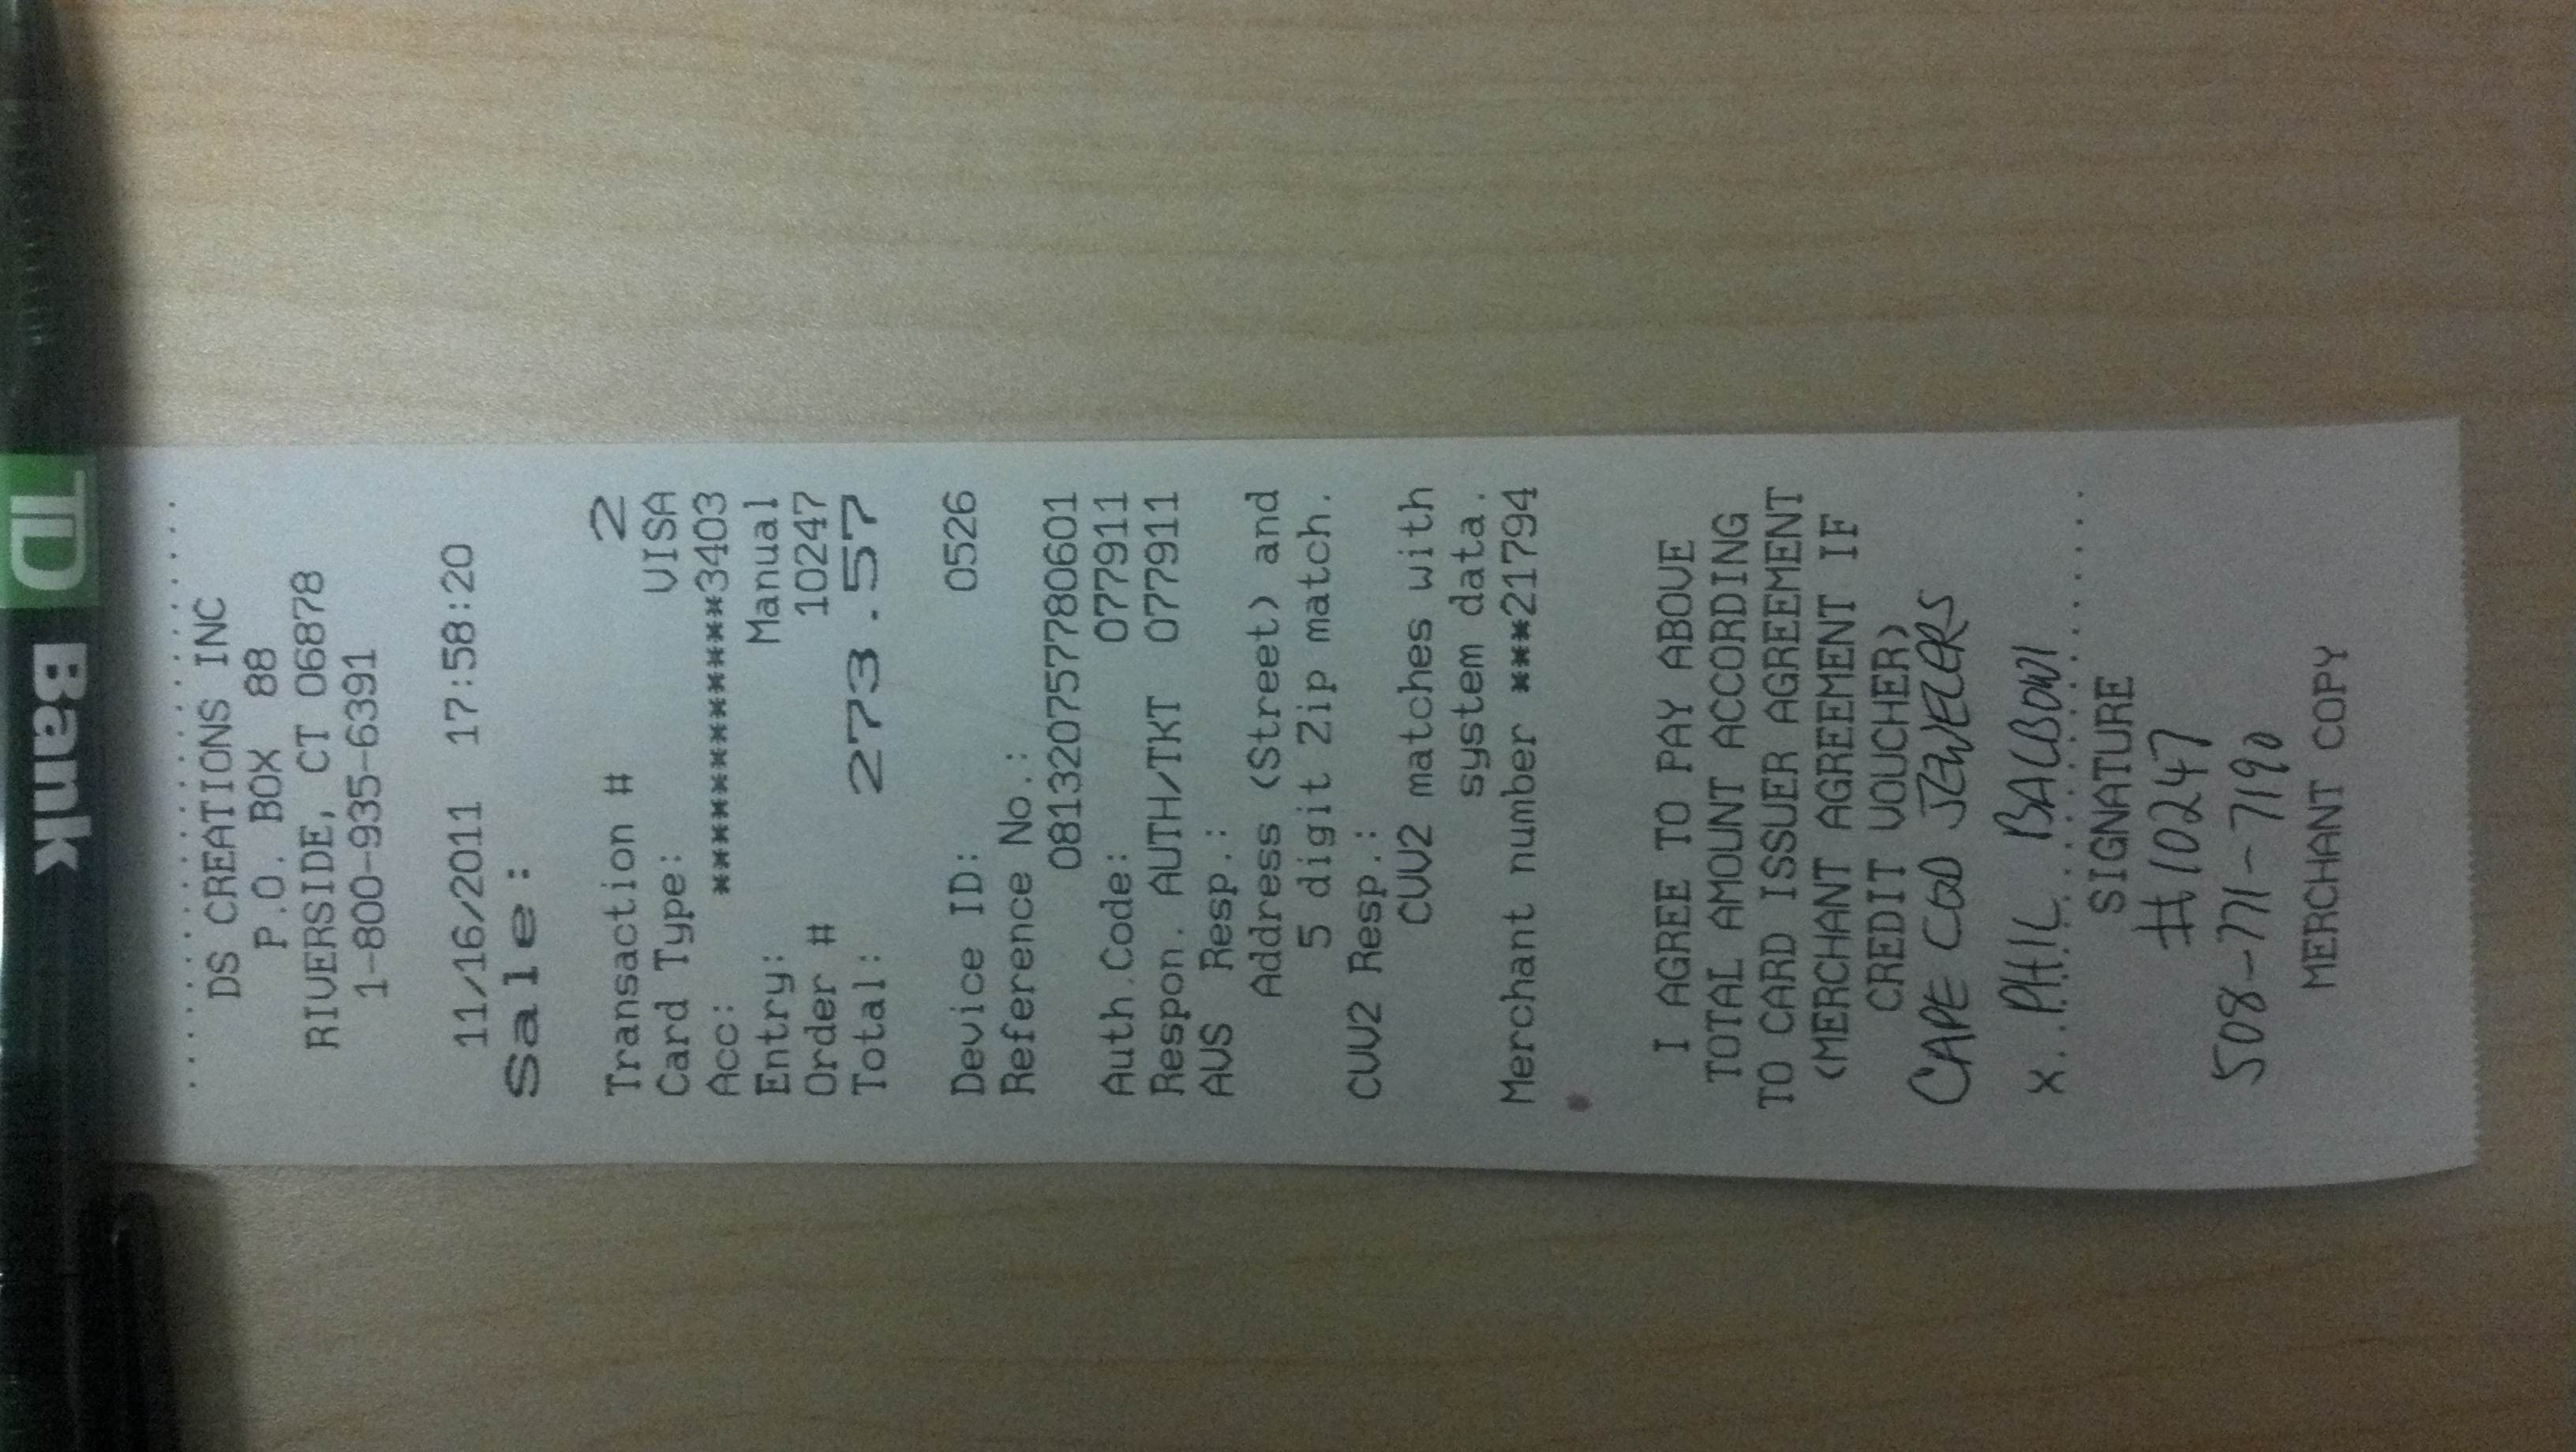 TD Bank
DS CREATIONS INC
P.O. BOX 88
RIVERSIDE, CT 06878
1-800-935-6391
11/16/2011 17:58:20
Sale:
Transaction # 2
Card Type: VISA
Acc: ************3403
Entry: Manual
Order # 10247
Total: 273.57
Device ID: 0526
Reference No.:
081320757780601
Auth.Code: 077911
Respon. AUTH/TKT 077911
AVS Resp.:
Address (Street) and
5 digit Zip match.
CVV2 Resp.:
CVV2 matches with
system data.
Merchant number ***21794
I AGREE TO PAY ABOVE
TOTAL AMOUNT ACCORDING
TO CARD ISSUER AGREEMENT
(MERCHANT AGREEMENT IF
CREDIT VOUCHER)
CAPE COD JEWELERS
X. PHIL BALBONI
SIGNATURE
#10247
508-771-7190
MERCHANT COPY